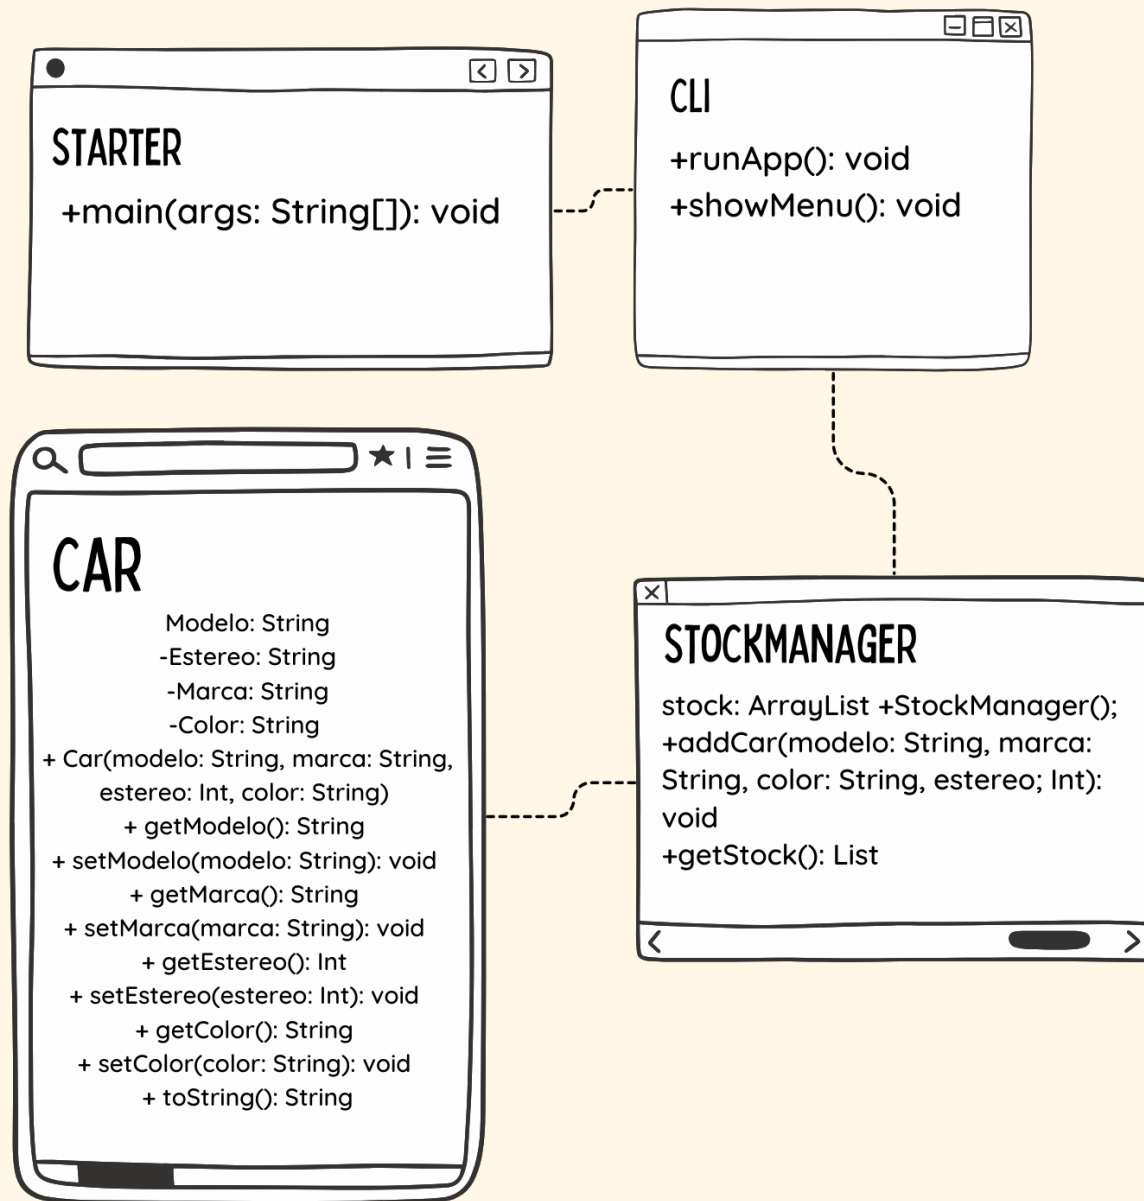 STARTER
+main(args: String[]): void
CLI
+runApp(): void
+showMenu(): void
CAR
Modelo: String
-Estereo: String
-Marca: String
-Color: String
+ Car(modelo: String, marca: String,
estereo: Int, color: String)
+ getModelo(): String
+ setModelo(modelo: String): void
+ getMarca(): String
+ setMarca(marca: String): void
+ getEstereo(): Int
+ setEstereo(estereo: Int): void
+ getColor(): String
+ setColor(color: String): void
+ toString(): String
STOCKMANAGER
stock: ArrayList +StockManager();
+addCar(modelo: String, marca:
String, color: String, estereo; Int):
void
+getStock(): List